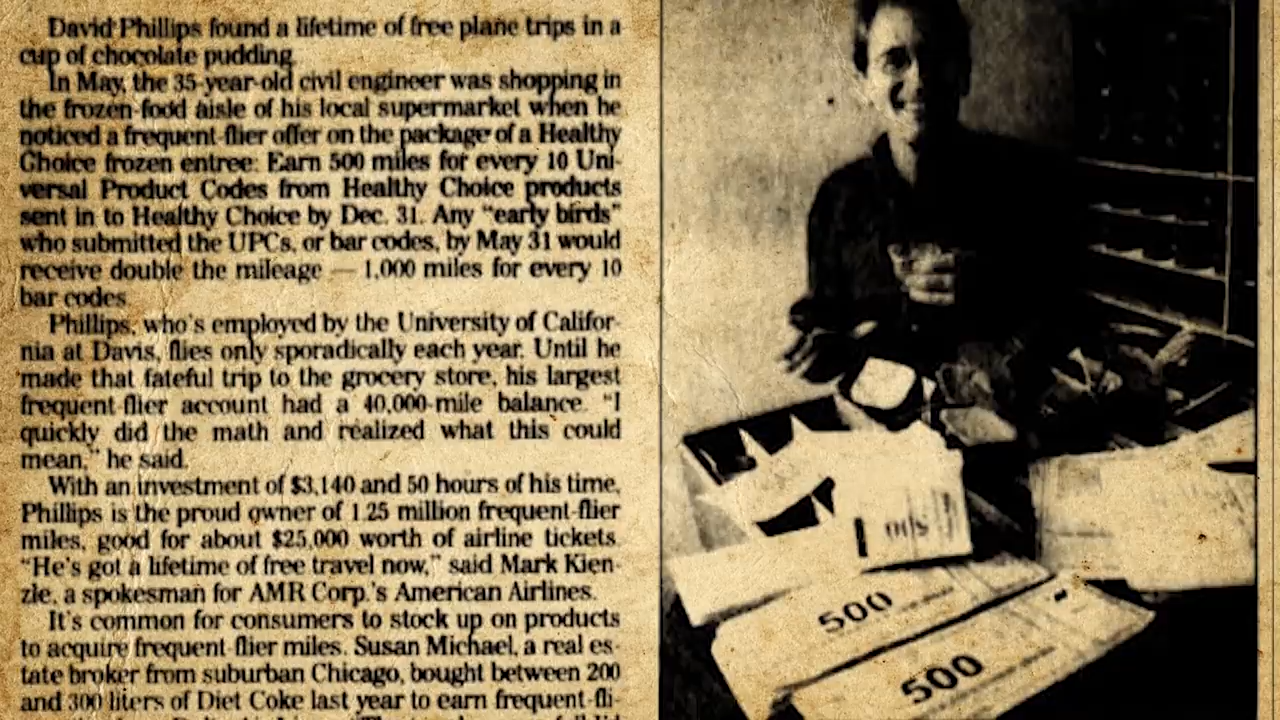 David Phillips found a lifetime of free plane trips in a
cup of chocolate pudding.
In May, the 35-year-old civil engineer was shopping in
the frozen-food aisle of his local supermarket when he
noticed a frequent-flier offer on the package of a Healthy
Choice frozen entree: Earn 500 miles for every 10 Uni-
versal Product Codes from Healthy Choice products
sent in to Healthy Choice by Dec. 31. Any “early birds”
who submitted the UPCs, or bar codes, by May 31 would
receive double the mileage — 1,000 miles for every 10
bar codes.
Phillips, who's employed by the University of Califor-
nia at Davis, flies only sporadically each year. Until he
made that fateful trip to the grocery store, his largest
frequent-flier account had a 40,000-mile balance. “I
quickly did the math and realized what this could
mean,” he said.
With an investment of $3,140 and 50 hours of his time,
Phillips is the proud owner of 1.25 million frequent-flier
miles, good for about $25,000 worth of airline tickets.
“He's got a lifetime of free travel now,” said Mark Kien-
zle, a spokesman for AMR Corp.'s American Airlines.
It's common for consumers to stock up on products
to acquire frequent-flier miles. Susan Michael, a real es-
tate broker from suburban Chicago, bought between 200
and 300 liters of Diet Coke last year to earn frequent-fli-
500
500